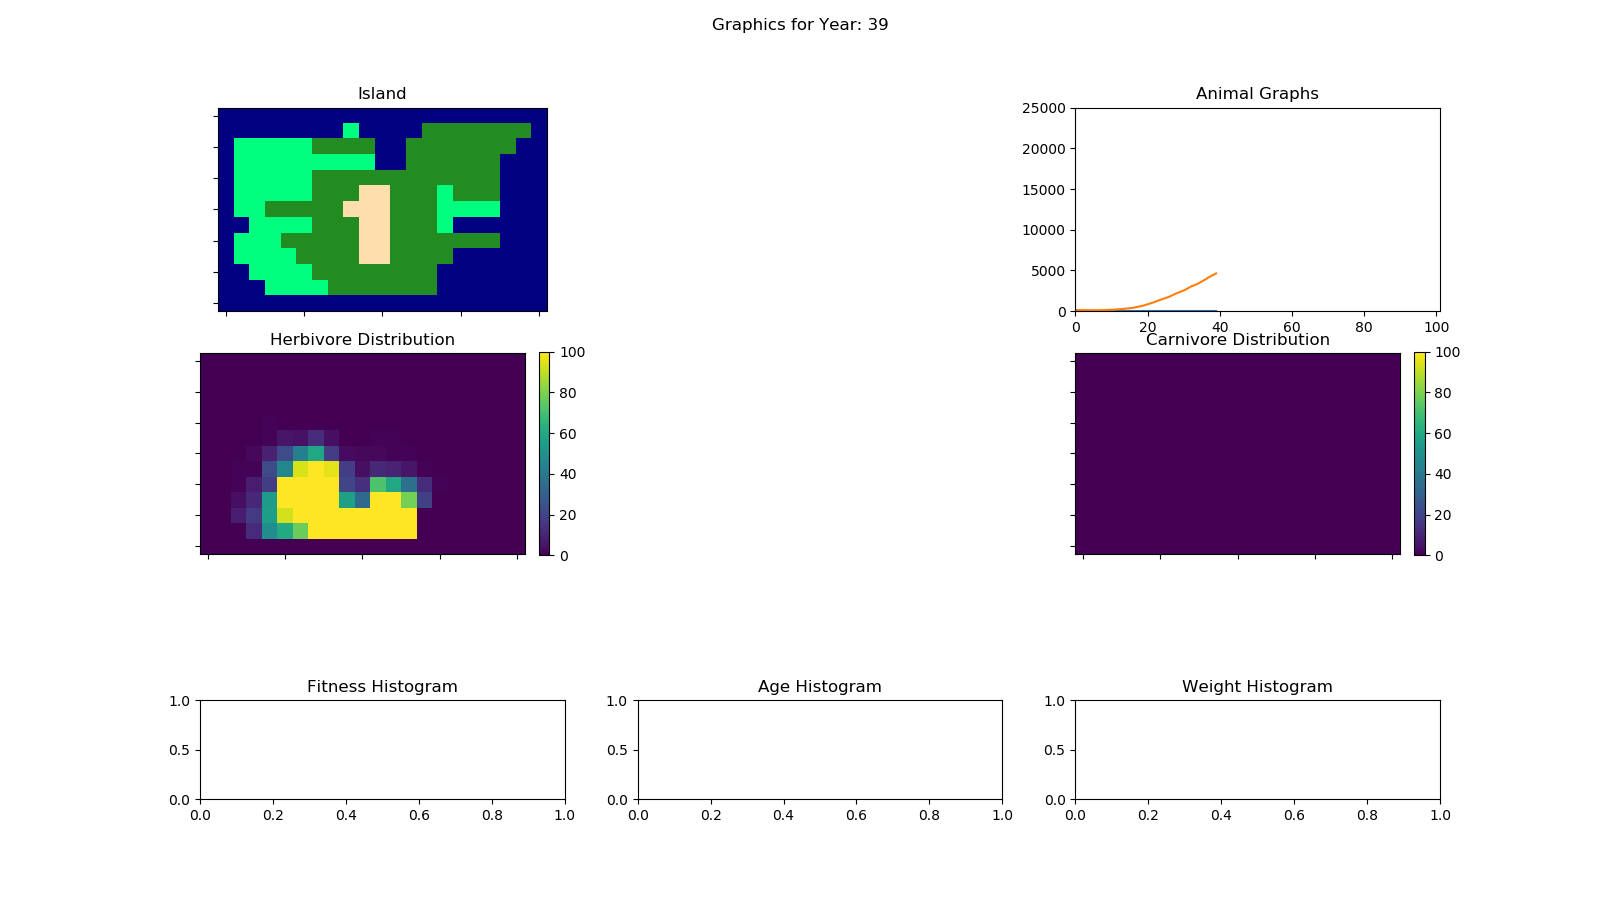 Graphics for Year: 39
Island
Animal Graphs
25000
20000
15000
10000
5000
0
0 20 40 60 80 100
Herbivore Distribution
100
80
60
40
20
0
Carnivore Distribution
100
80
60
40
20
0
Fitness Histogram
1.0
0.5
0.0
0.0 0.2 0.4 0.6 0.8 1.0
Age Histogram
1.0
0.5
0.0
0.0 0.2 0.4 0.6 0.8 1.0
Weight Histogram
1.0
0.5
0.0
0.0 0.2 0.4 0.6 0.8 1.0